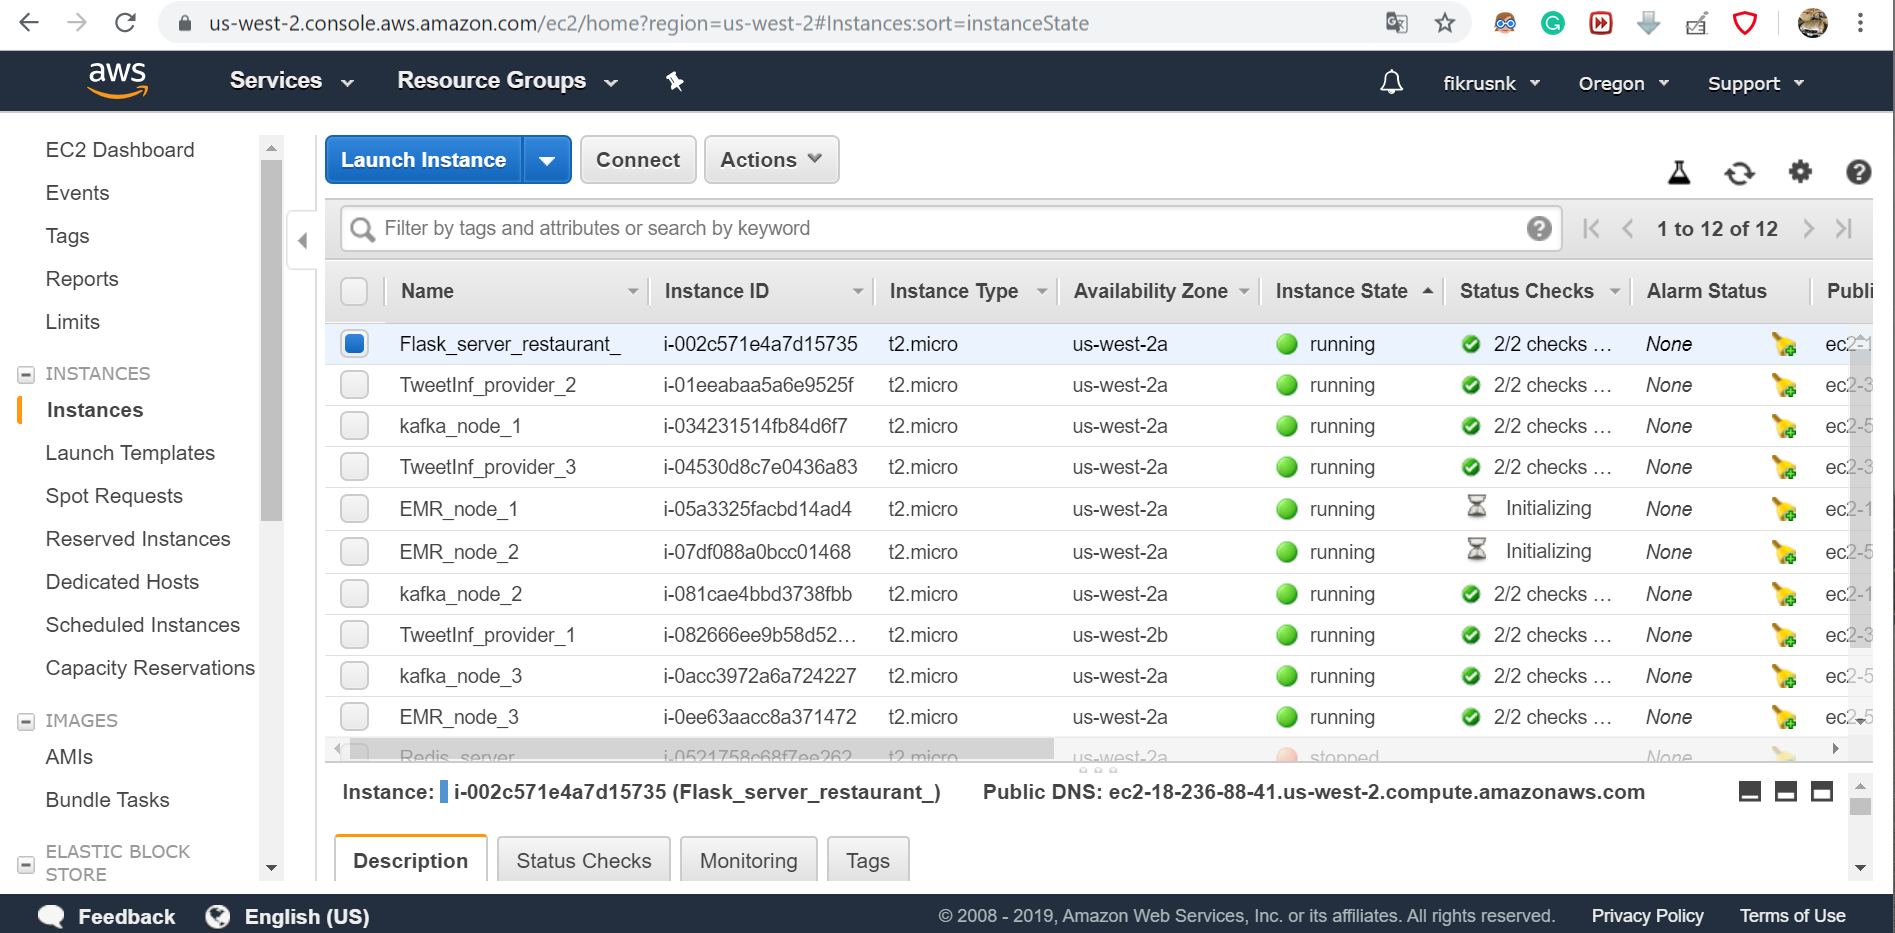 us-west-2.console.aws.amazon.com/ec2/home?region=us-west-2#Instances:sort=instanceState
aws Services Resource Groups fikrusnk Oregon Support
EC2 Dashboard
Events
Tags
Reports
Limits
INSTANCES
Instances
Launch Templates
Spot Requests
Reserved Instances
Dedicated Hosts
Scheduled Instances
Capacity Reservations
IMAGES
AMIs
Bundle Tasks
ELASTIC BLOCK
STORE
Launch Instance Connect Actions
Filter by tags and attributes or search by keyword 1 to 12 of 12
Name Instance ID Instance Type Availability Zone Instance State Status Checks Alarm Status Publi
Flask_server_restaurant_ i-002c571e4a7d15735 t2.micro us-west-2a running 2/2 checks ... None ec2-1
TweetInf_provider_2 i-01eeabaa5a6e9525f t2.micro us-west-2a running 2/2 checks ... None ec2-3
kafka_node_1 i-034231514fb84d6f7 t2.micro us-west-2a running 2/2 checks ... None ec2-5
TweetInf_provider_3 i-04530d8c7e0436a83 t2.micro us-west-2a running 2/2 checks ... None ec2-3
EMR_node_1 i-05a3325facbd14ad4 t2.micro us-west-2a running Initializing None ec2-1
EMR_node_2 i-07df088a0bcc01468 t2.micro us-west-2a running Initializing None ec2-5
kafka_node_2 i-081cae4bbd3738fbb t2.micro us-west-2a running 2/2 checks ... None ec2-1
TweetInf_provider_1 i-082666ee9b58d52... t2.micro us-west-2b running 2/2 checks ... None ec2-3
kafka_node_3 i-0acc3972a6a724227 t2.micro us-west-2a running 2/2 checks ... None ec2-5
EMR_node_3 i-0ee63aacc8a371472 t2.micro us-west-2a running 2/2 checks ... None ec2-5
Redis_server i-0521758c68f7ee262 t2.micro us-west-2a stopped None
Instance: i-002c571e4a7d15735 (Flask_server_restaurant_) Public DNS: ec2-18-236-88-41.us-west-2.compute.amazonaws.com
Description Status Checks Monitoring Tags
Feedback English (US) © 2008 - 2019, Amazon Web Services, Inc. or its affiliates. All rights reserved. Privacy Policy Terms of Use